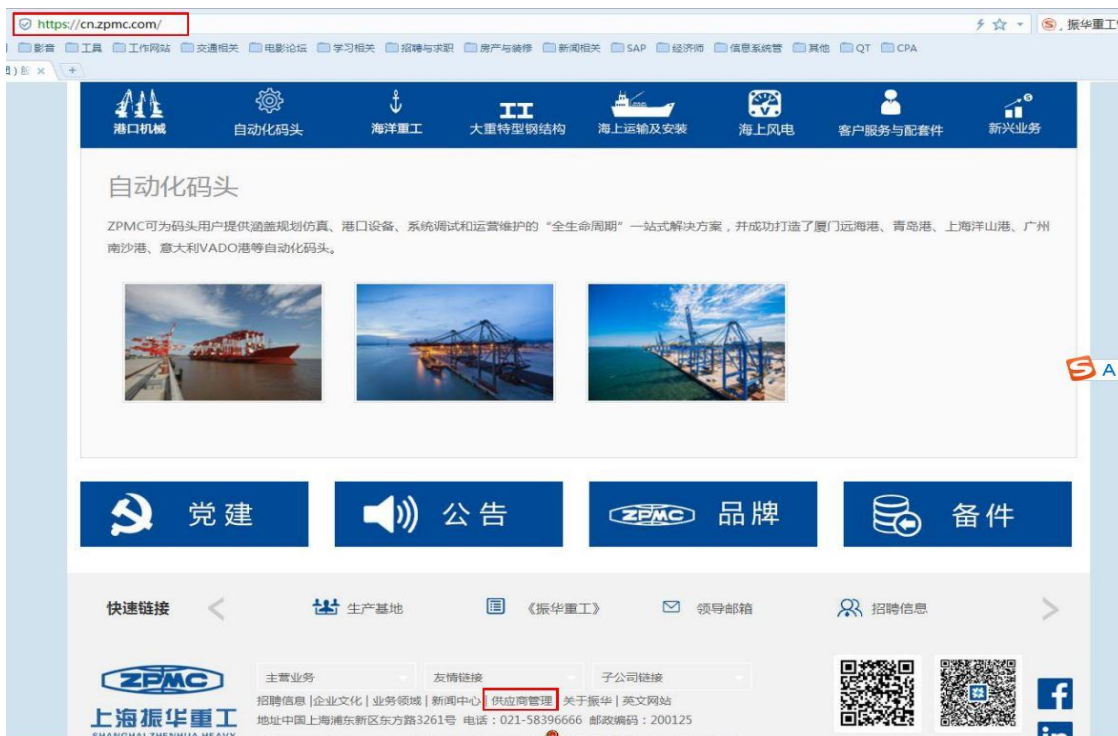 https://cn.zpmc.com/
振华重工
影音 工具 工作网站 交通相关 电影论坛 学习相关 招聘与求职 房产与装修 新闻相关 SAP 经济师 信息系统管 其他 QT CPA
港口机械 自动化码头 海洋重工 大重特型钢结构 海上运输及安装 海上风电 客户服务与配套件 新兴业务
自动化码头
ZPMC可为码头用户提供涵盖规划仿真、港口设备、系统调试和运营维护的“全生命周期”一站式解决方案，并成功打造了厦门远海港、青岛港、上海洋山港、广州
南沙港、意大利VADO港等自动化码头。
党建 公告 ZPMC 品牌 备件
快速链接 生产基地 《振华重工》 领导邮箱 招聘信息
ZPMC
主营业务 友情链接 子公司链接
招聘信息 |企业文化 | 业务领域 | 新闻中心 | 供应商管理 | 关于振华 | 英文网站
上海振华重工
地址中国上海浦东新区东方路3261号 电话：021-58396666 邮政编码：200125
SHANGHAI ZHENHUA HEAVY